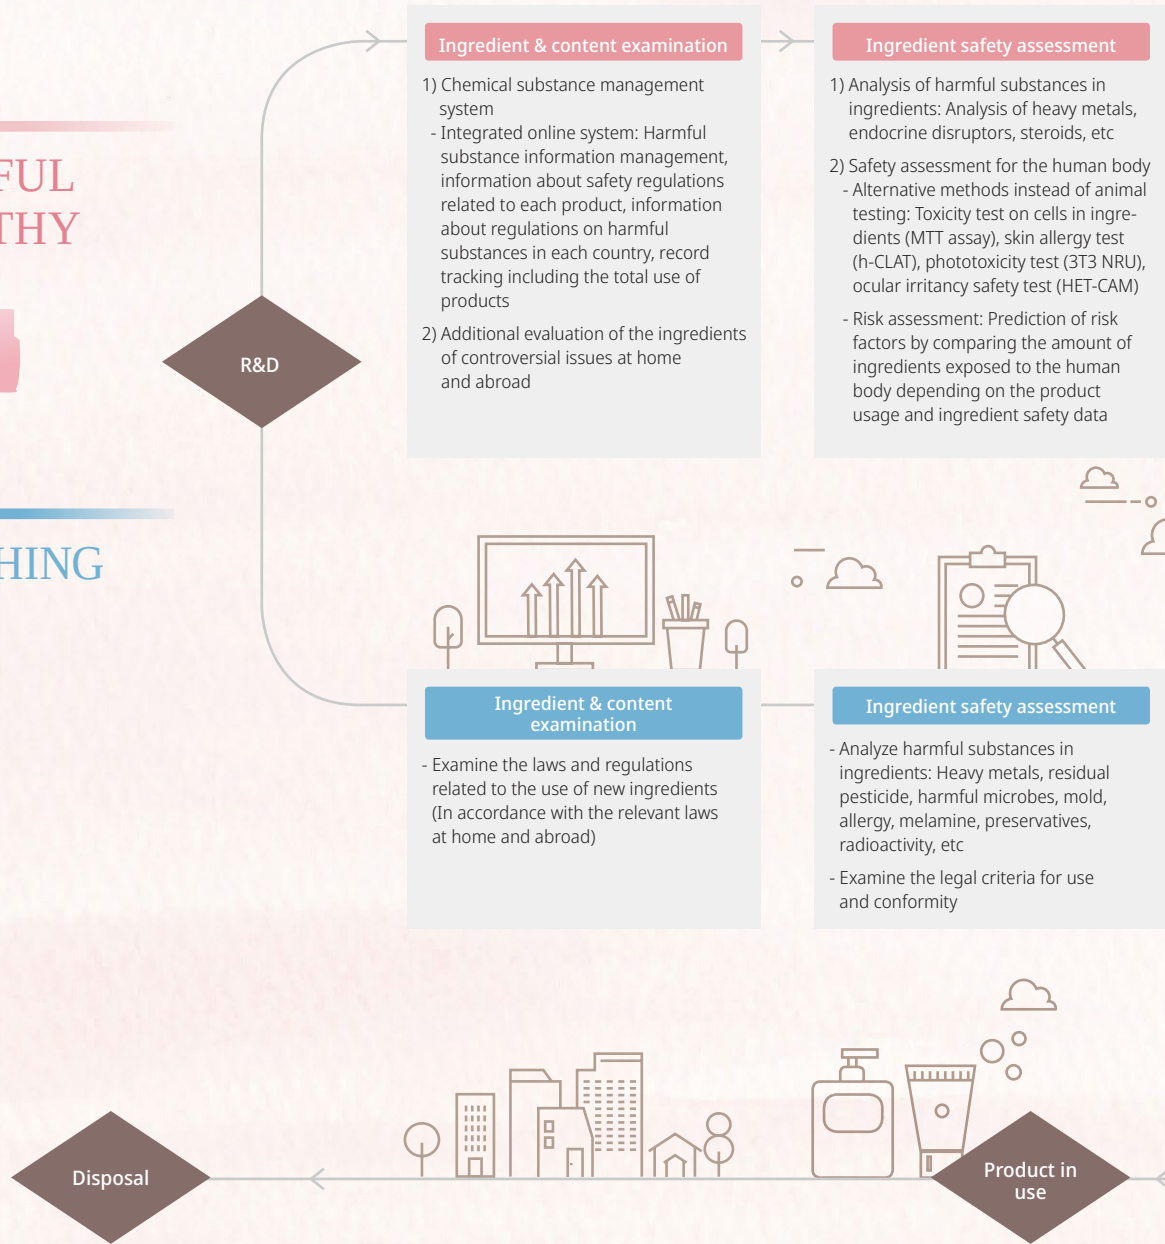 FUL
THY
HING
R&D
Ingredient & content examination
1) Chemical substance management
system
- Integrated online system: Harmful
substance information management,
information about safety regulations
related to each product, information
about regulations on harmful
substances in each country, record
tracking including the total use of
products
2) Additional evaluation of the ingredients
of controversial issues at home
and abroad
Ingredient safety assessment
1) Analysis of harmful substances in
ingredients: Analysis of heavy metals,
endocrine disruptors, steroids, etc
2) Safety assessment for the human body
- Alternative methods instead of animal
testing: Toxicity test on cells in ingre-
dients (MTT assay), skin allergy test
(h-CLAT), phototoxicity test (3T3 NRU),
ocular irritancy safety test (HET-CAM)
- Risk assessment: Prediction of risk
factors by comparing the amount of
ingredients exposed to the human
body depending on the product
usage and ingredient safety data
Ingredient & content
examination
- Examine the laws and regulations
related to the use of new ingredients
(In accordance with the relevant laws
at home and abroad)
Ingredient safety assessment
- Analyze harmful substances in
ingredients: Heavy metals, residual
pesticide, harmful microbes, mold,
allergy, melamine, preservatives,
radioactivity, etc
- Examine the legal criteria for use
and conformity
Disposal
Product in
use